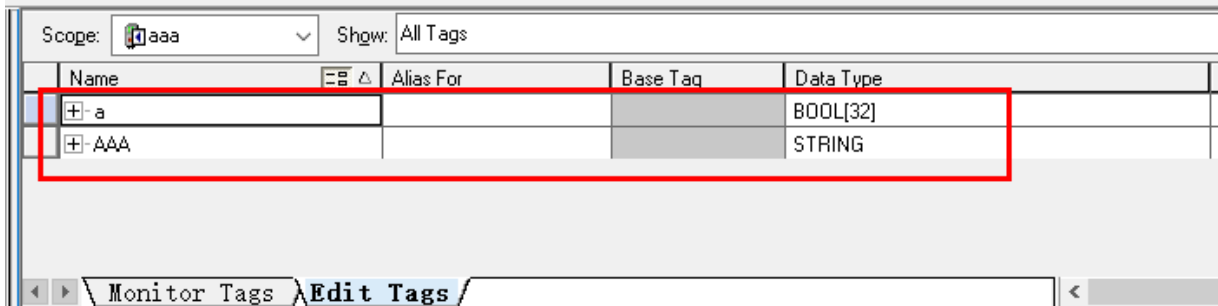 Scope: aaa Show: All Tags
Name Alias For Base Tag Data Type
a BOOL[32]
AAA STRING
Monitor Tags Edit Tags